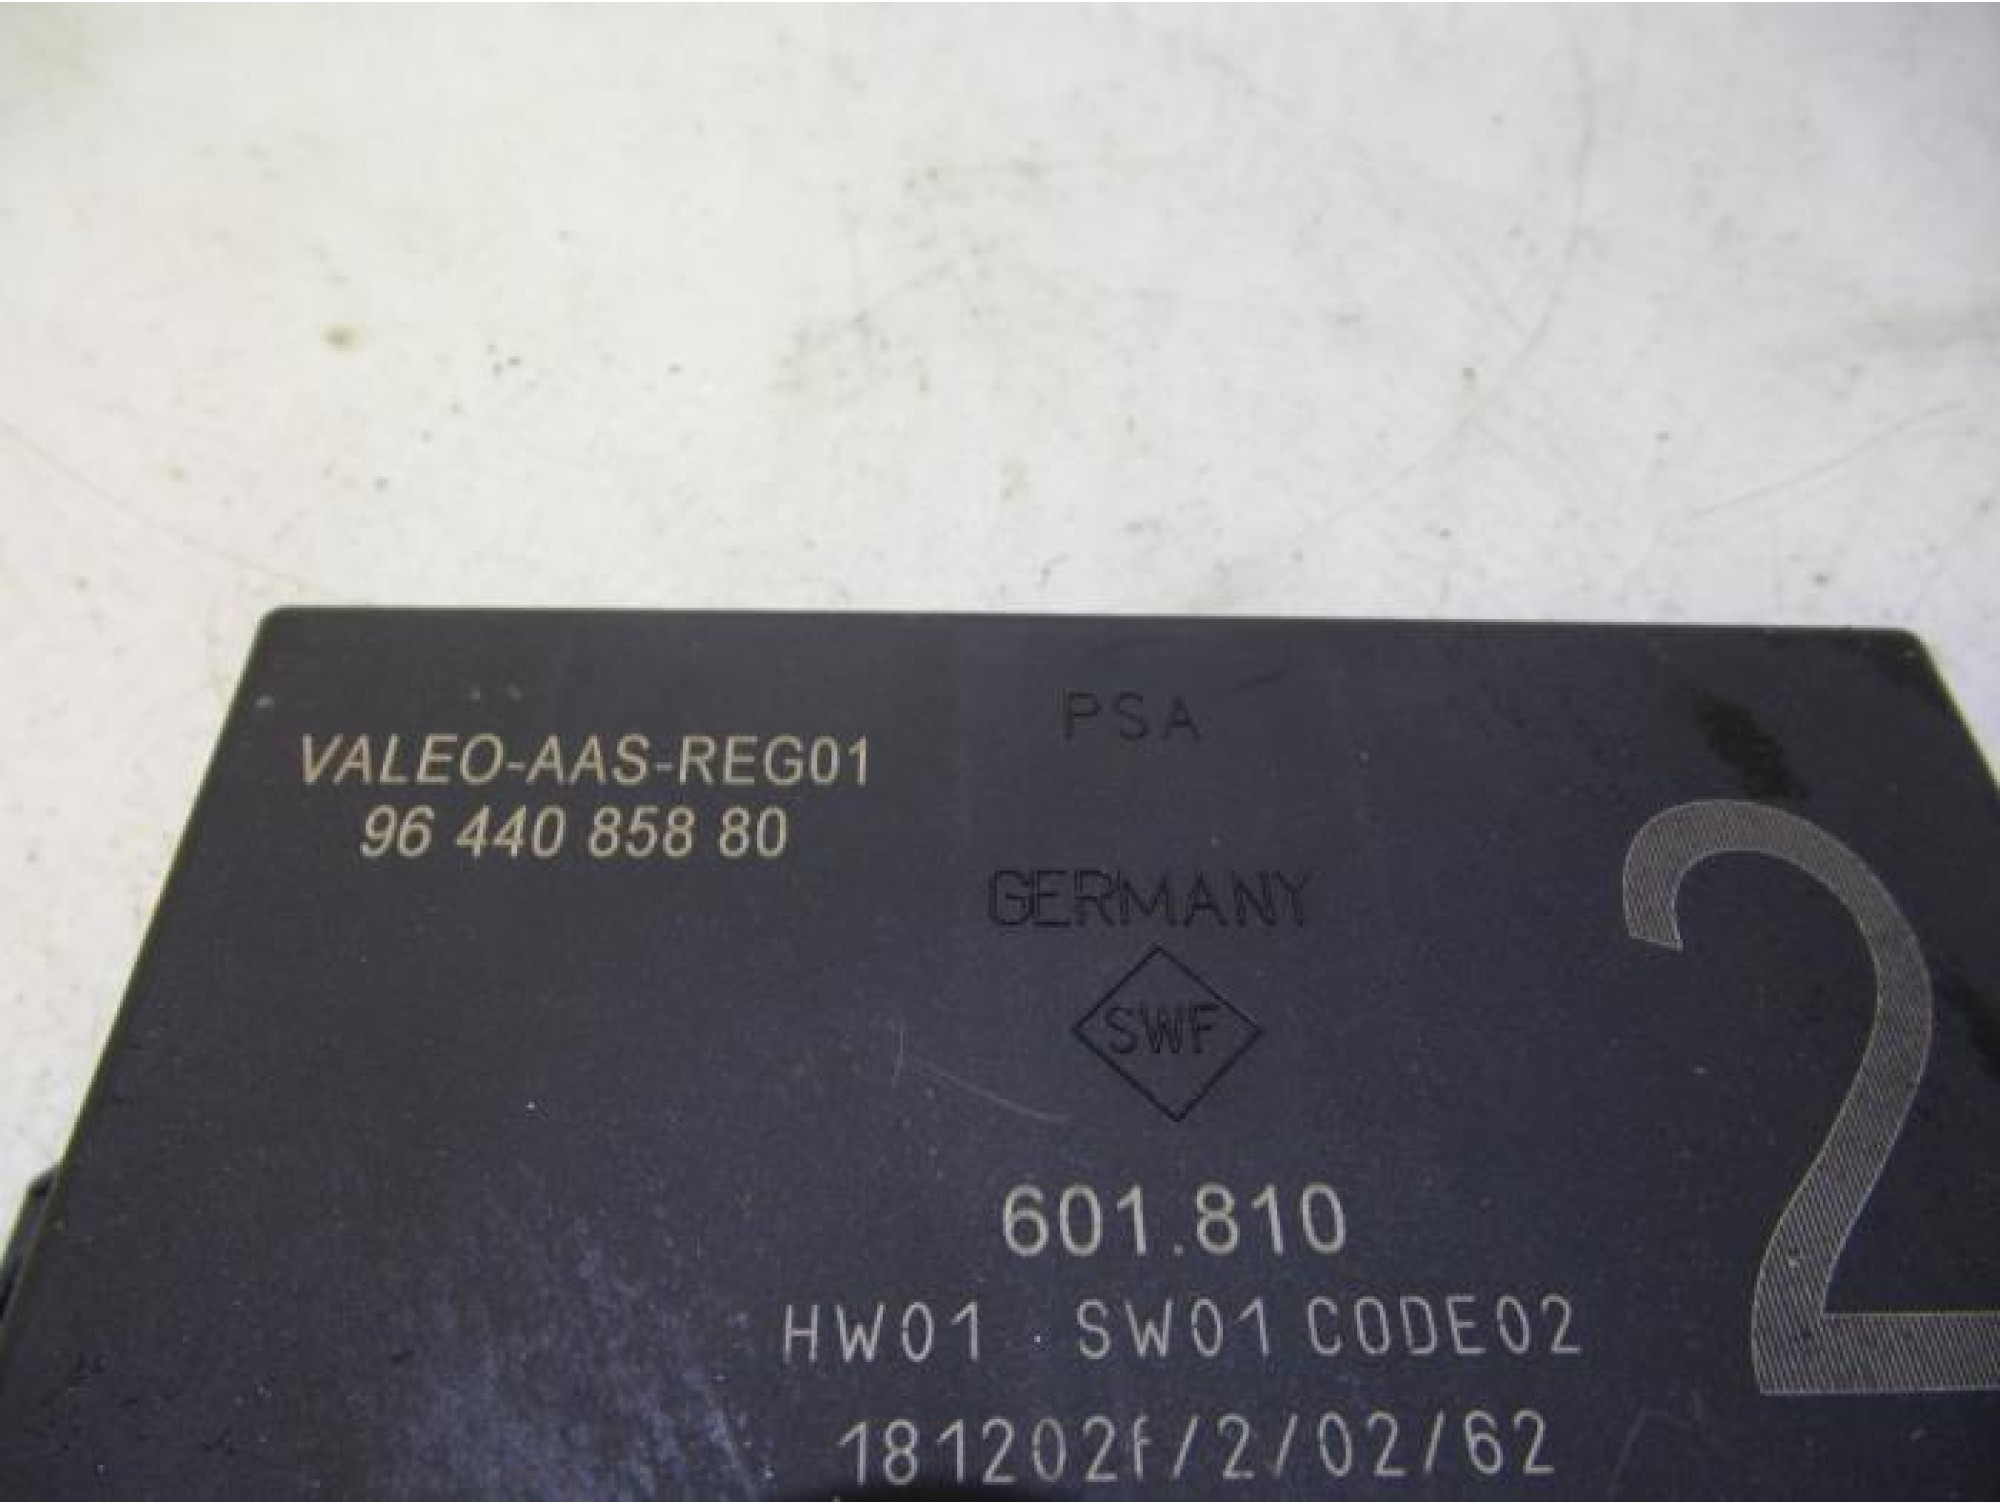 VALEO-AAS-REG01
96 440 858 80
PSA
GERMANY
SWF
601.810
HW01 SW01 CODE02
181202F/2/02/62
2